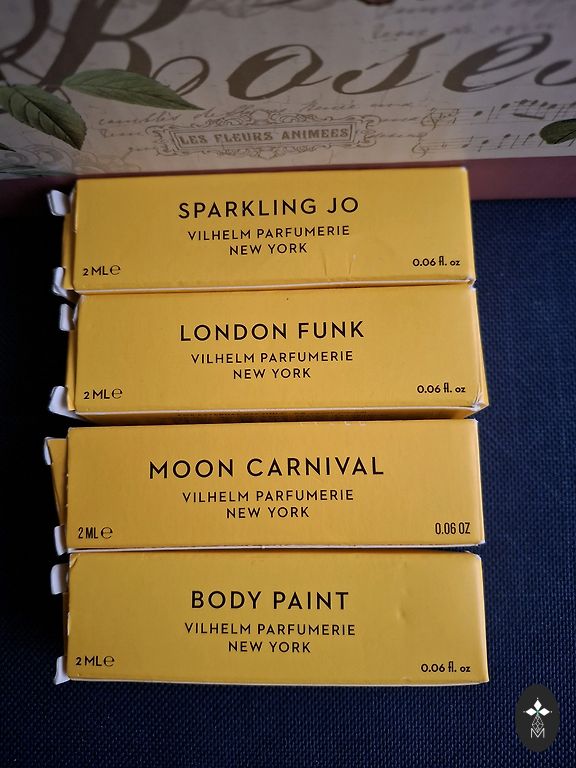 Roses
LES FLEURS ANIMÉES
SPARKLING JO
VILHELM PARFUMERIE
NEW YORK
2 ML℮
0.06 fl. oz
LONDON FUNK
VILHELM PARFUMERIE
NEW YORK
2 ML℮
0.06 fl. oz
MOON CARNIVAL
VILHELM PARFUMERIE
NEW YORK
2 ML ℮
0.06 OZ
BODY PAINT
VILHELM PARFUMERIE
NEW YORK
2 ML℮
0.06 fl. oz
M